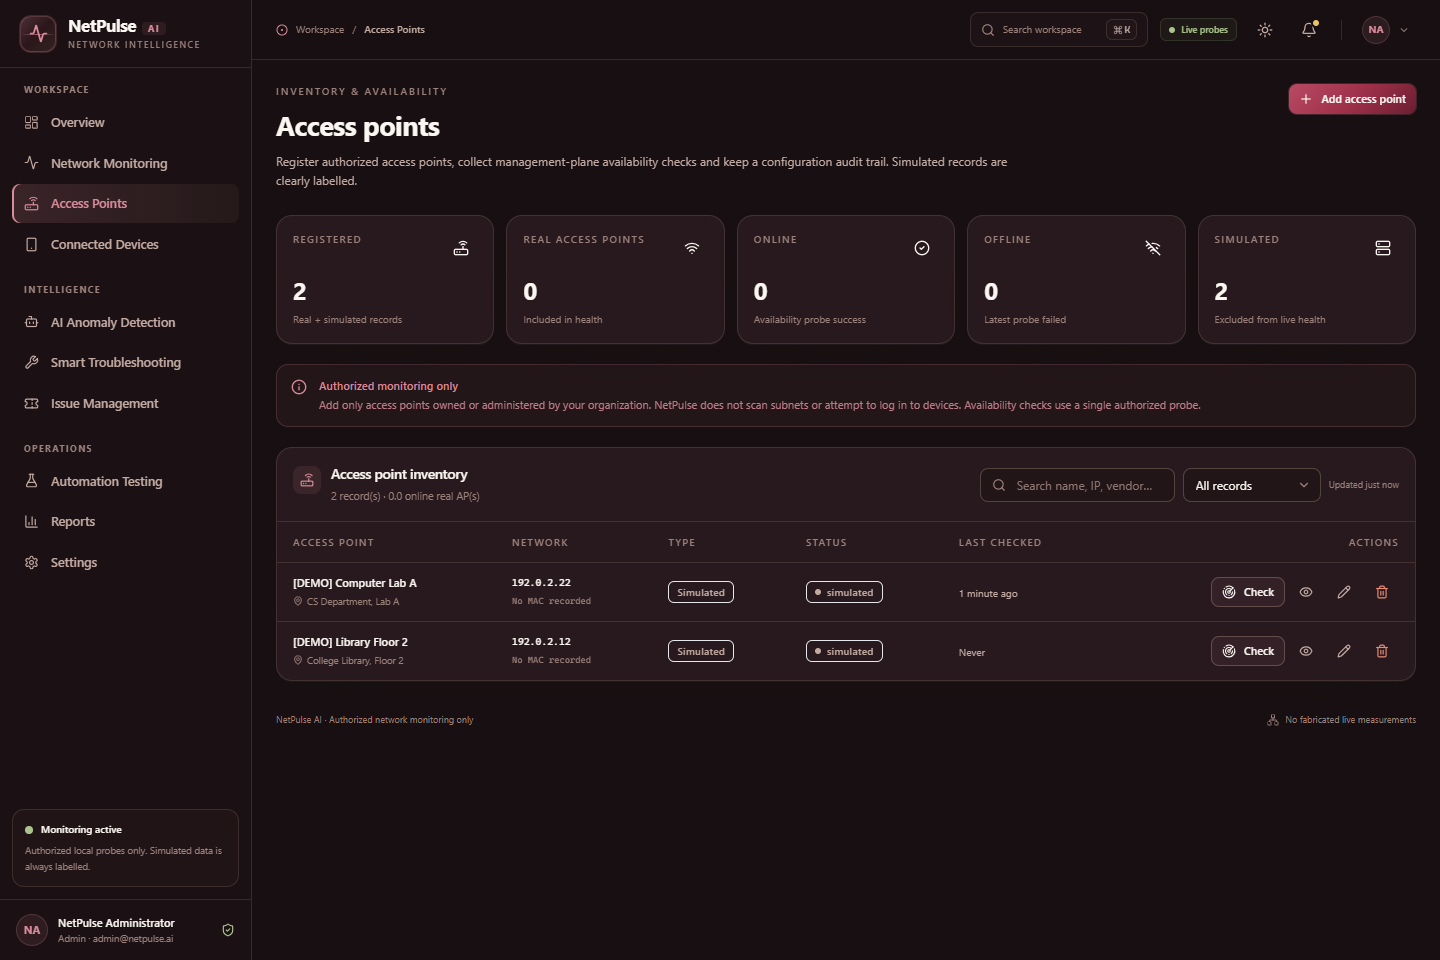 NetPulse AI
NETWORK INTELLIGENCE
WORKSPACE
Overview
Network Monitoring
Access Points
Connected Devices
INTELLIGENCE
AI Anomaly Detection
Smart Troubleshooting
Issue Management
OPERATIONS
Automation Testing
Reports
Settings
Monitoring active
Authorized local probes only. Simulated data is
always labelled.
NA
NetPulse Administrator
Admin · admin@netpulse.ai
Workspace / Access Points
Search workspace ⌘K
Live probes
NA
INVENTORY & AVAILABILITY
Access points
Register authorized access points, collect management-plane availability checks and keep a configuration audit trail. Simulated records are
clearly labelled.
Add access point
REGISTERED
2
Real + simulated records
REAL ACCESS POINTS
0
Included in health
ONLINE
0
Availability probe success
OFFLINE
0
Latest probe failed
SIMULATED
2
Excluded from live health
Authorized monitoring only
Add only access points owned or administered by your organization. NetPulse does not scan subnets or attempt to log in to devices. Availability checks use a single authorized probe.
Access point inventory
2 record(s) · 0.0 online real AP(s)
Search name, IP, vendor...
All records
Updated just now
ACCESS POINT NETWORK TYPE STATUS LAST CHECKED ACTIONS
[DEMO] Computer Lab A
CS Department, Lab A
192.0.2.22
No MAC recorded
Simulated
simulated
1 minute ago
Check
[DEMO] Library Floor 2
College Library, Floor 2
192.0.2.12
No MAC recorded
Simulated
simulated
Never
Check
NetPulse AI · Authorized network monitoring only
No fabricated live measurements